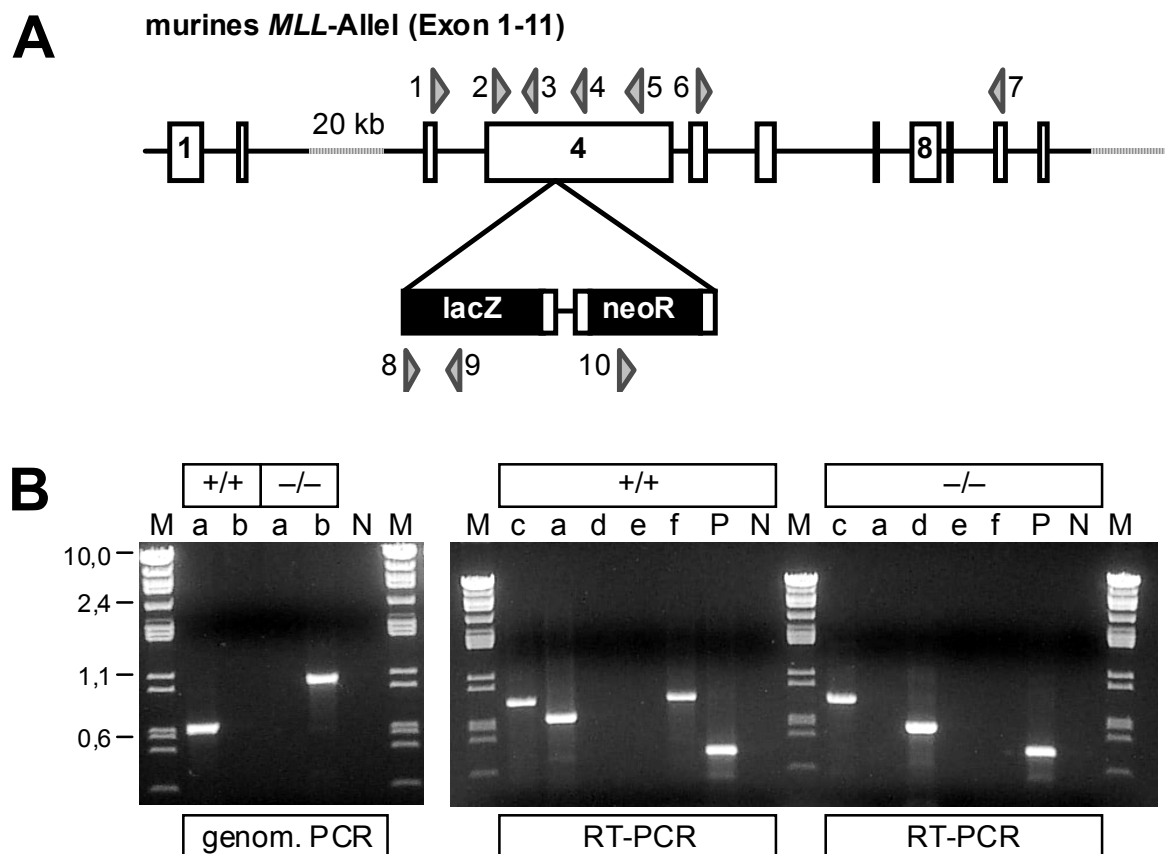 A
murines MLL-Allel (Exon 1-11)
1 2 3 4 5 6 7
20 kb
1 4 8
lacZ neoR
8 9 10
B
+/+ –/– +/+ –/–
M a b a b N M M c a d e f P N M c a d e f P N M
10,0
2,4
1,1
0,6
genom. PCR RT-PCR RT-PCR